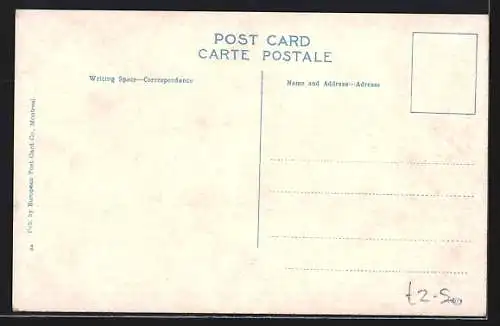 POST CARD
CARTE POSTALE
Writing Space—Correspondance
Name and Address—Adresse
Pub. by European Post Card Co., Montreal
£2-50